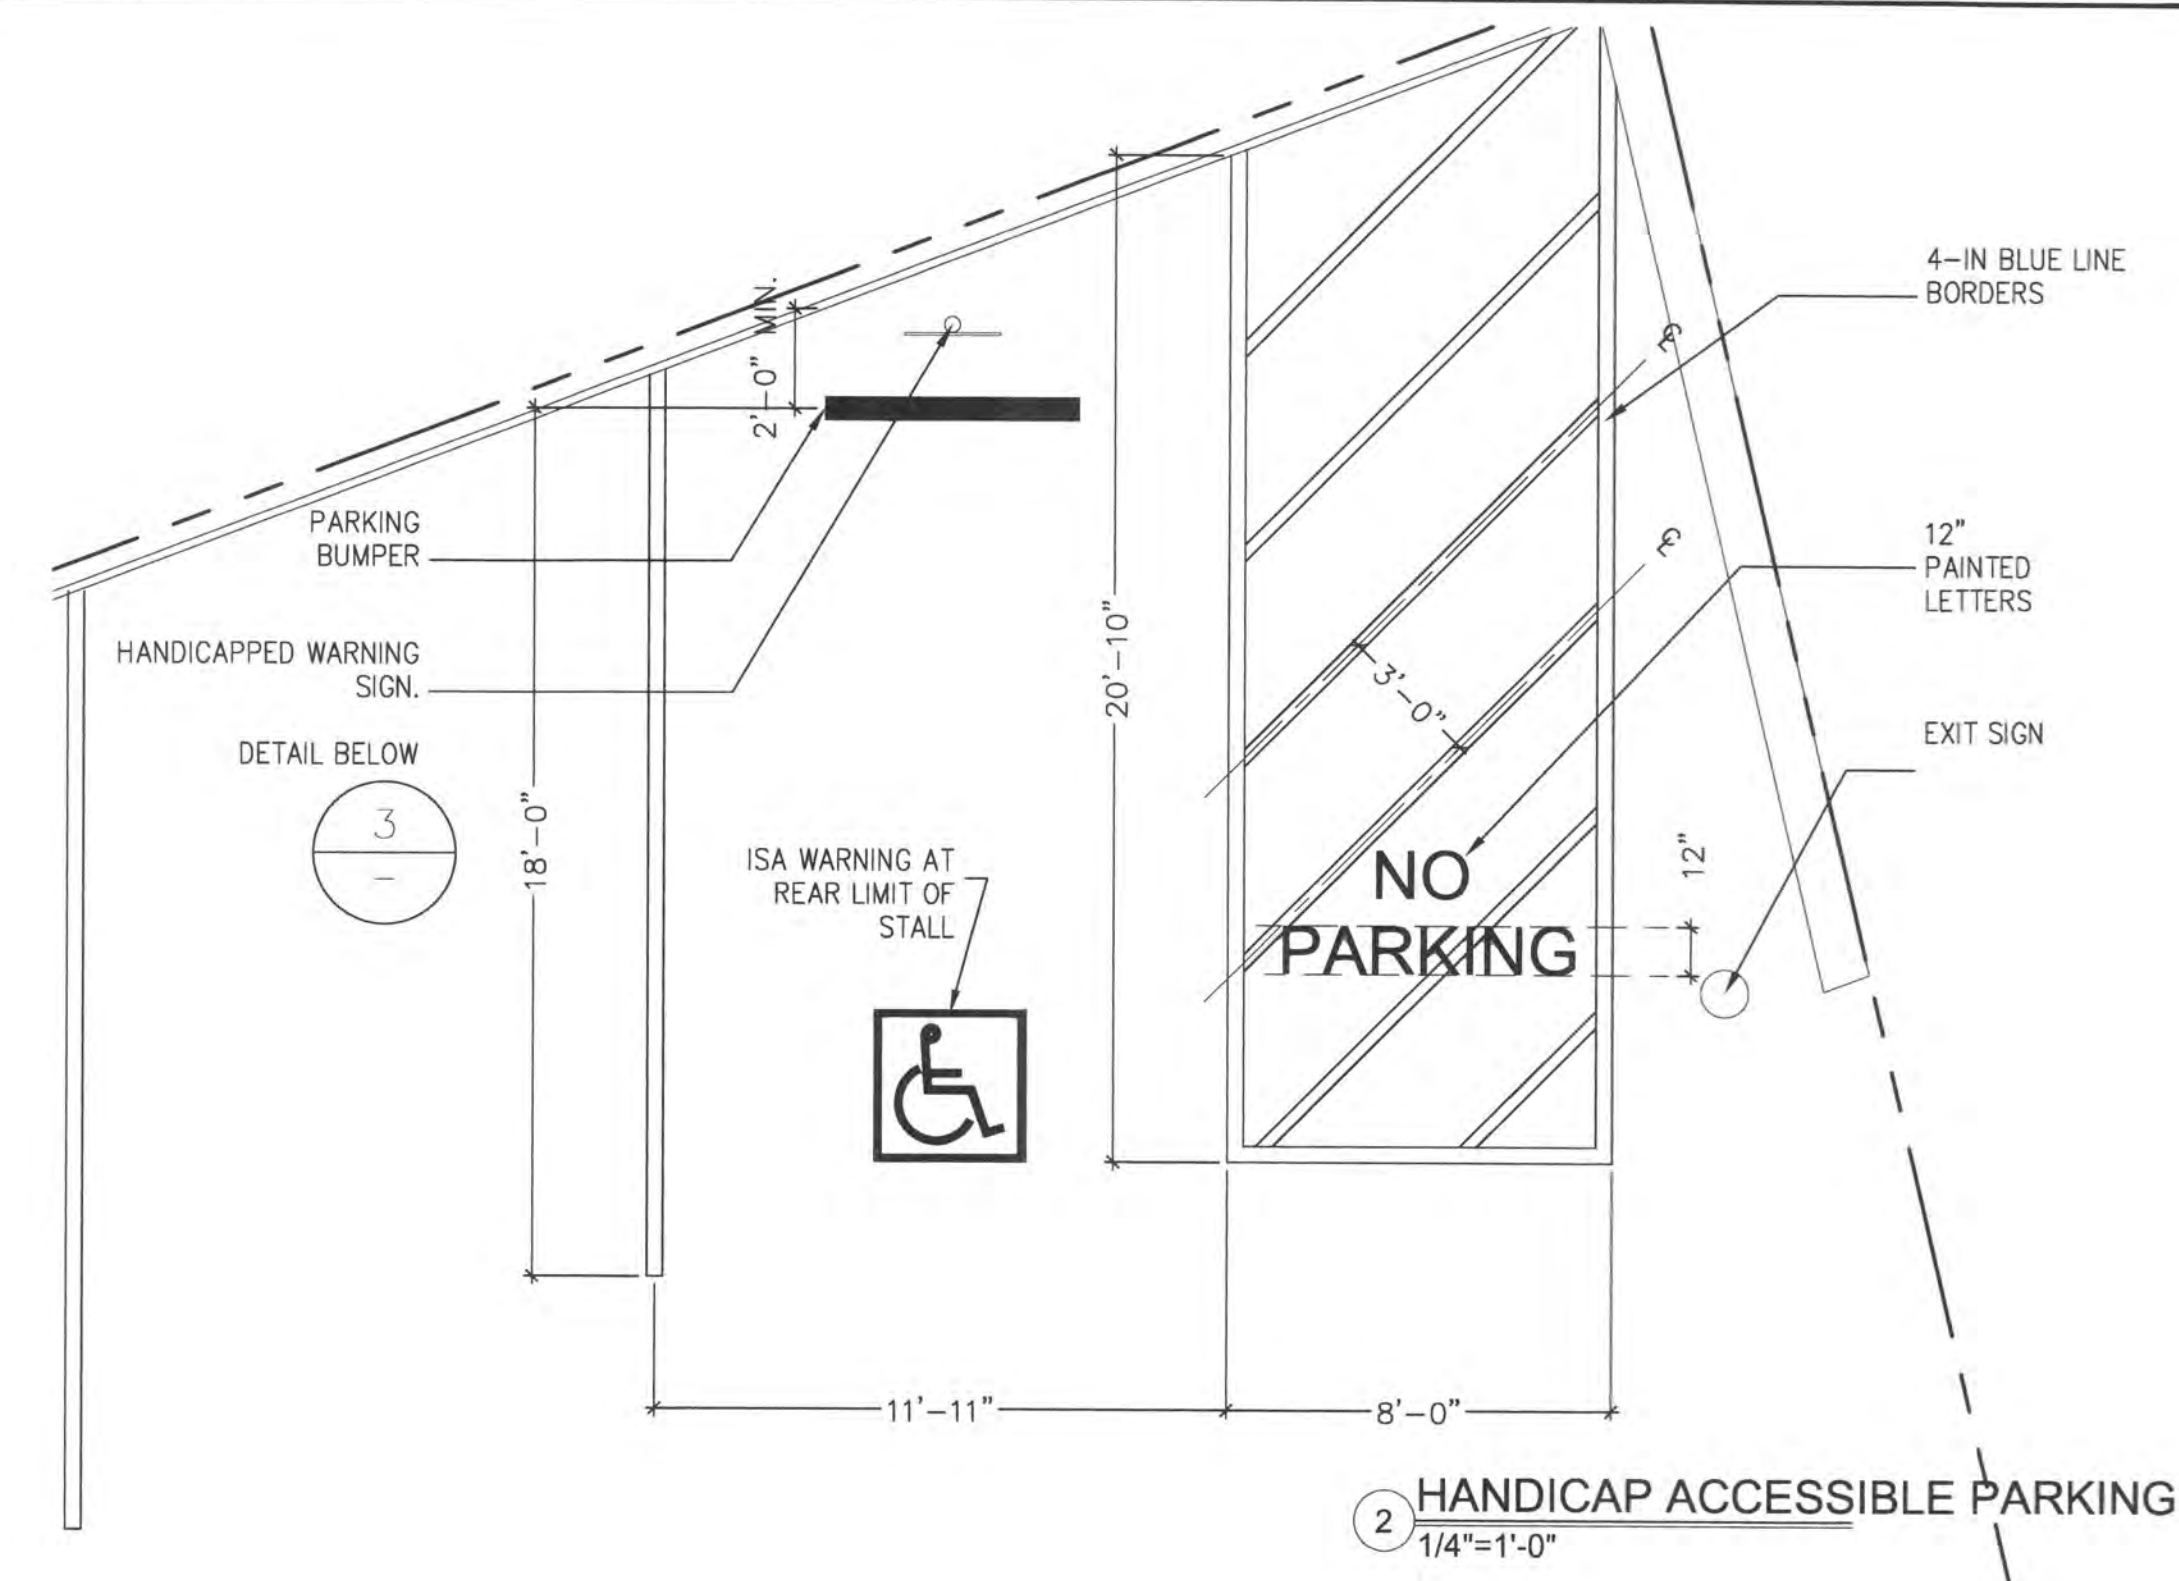 4-IN BLUE LINE
BORDERS
2'-0" MIN.
℄
PARKING
BUMPER
12"
PAINTED
LETTERS
℄
HANDICAPPED WARNING
SIGN.
20'-10"
3'-0"
DETAIL BELOW
3
-
18'-0"
EXIT SIGN
ISA WARNING AT
REAR LIMIT OF
STALL
NO
PARKING
12"
11'-11"
8'-0"
2
HANDICAP ACCESSIBLE PARKING
1/4"=1'-0"